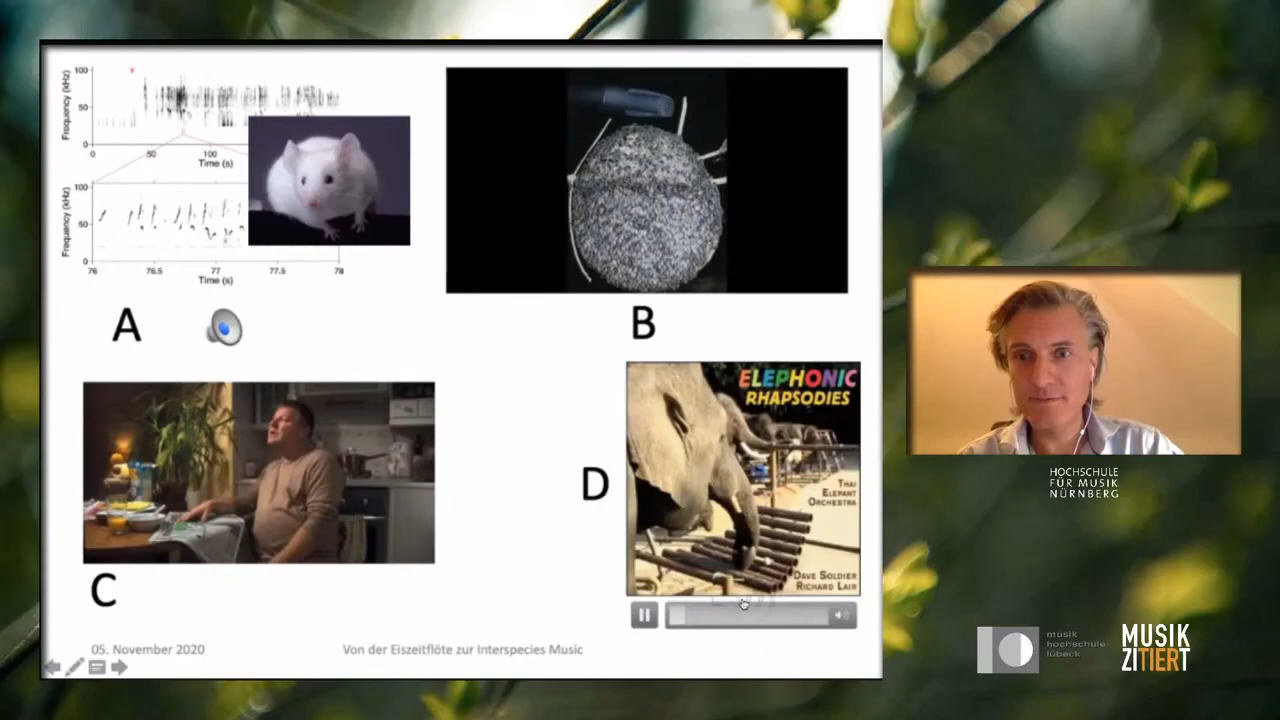 Frequency (kHz)
100
50
0
0
50
100
Time (s)
Frequency (kHz)
100
50
0
76
76.5
77
77.5
78
Time (s)
A
B
C
D
ELEPHONIC
RHAPSODIES
THAI
ELEPANT
ORCHESTRA
DAVE SOLDIER
RICHARD LAIR
05. November 2020
Von der Eiszeitflöte zur Interspecies Music
HOCHSCHULE
FÜR MUSIK
NÜRNBERG
musik
hochschule
lübeck
MUSIK
ZITIERT